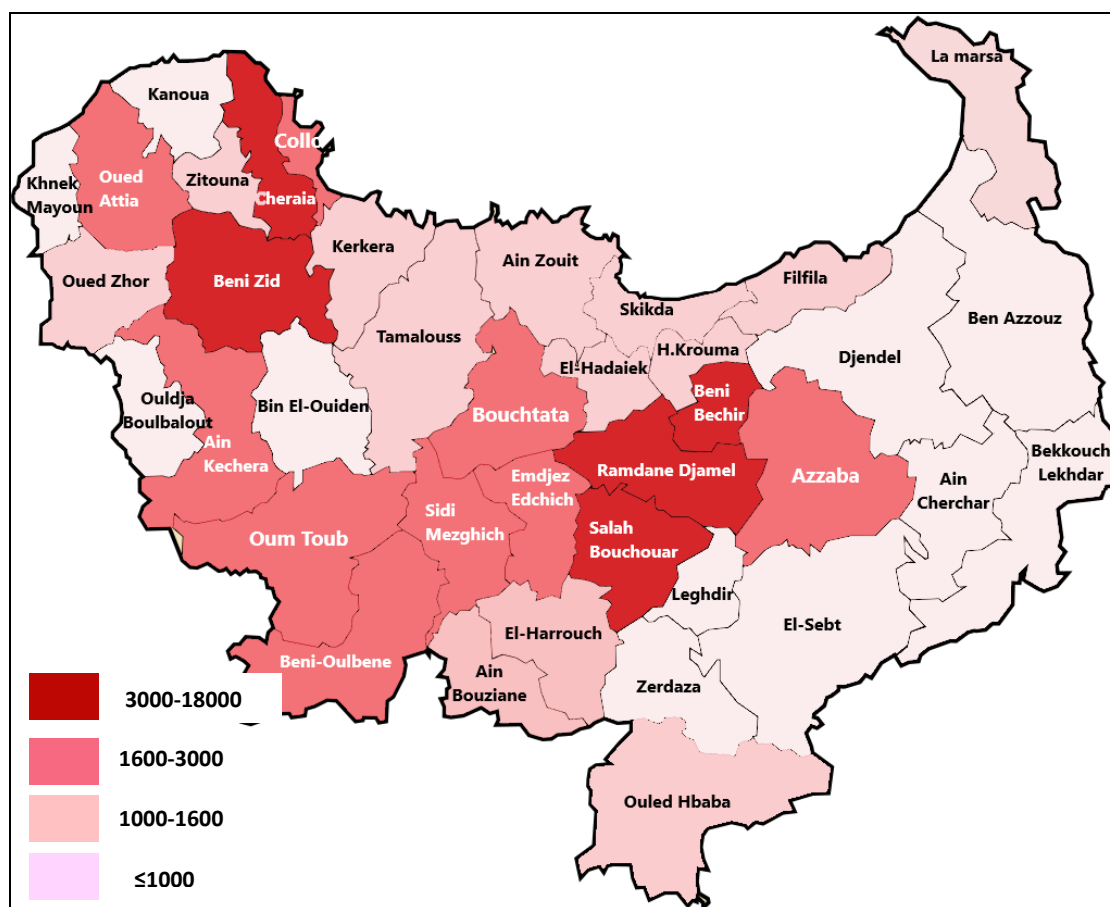 La marsa
Kanoua
Collo
Khnek
Mayoun
Oued
Attia
Zitouna
Cheraia
Kerkera
Oued Zhor
Beni Zid
Ain Zouit
Filfila
Skikda
Ben Azzouz
Tamalouss
H.Krouma
Djendel
El-Hadaiek
Ouldja
Boulbalout
Bin El-Ouiden
Bouchtata
Beni
Bechir
Ain
Kechera
Ramdane Djamel
Azzaba
Bekkouch
Lekhdar
Emdjez
Edchich
Ain
Cherchar
Sidi
Mezghich
Salah
Bouchouar
Oum Toub
Leghdir
El-Sebt
El-Harrouch
Beni-Oulbene
Ain
Bouziane
Zerdaza
Ouled Hbaba
3000-18000
1600-3000
1000-1600
≤1000